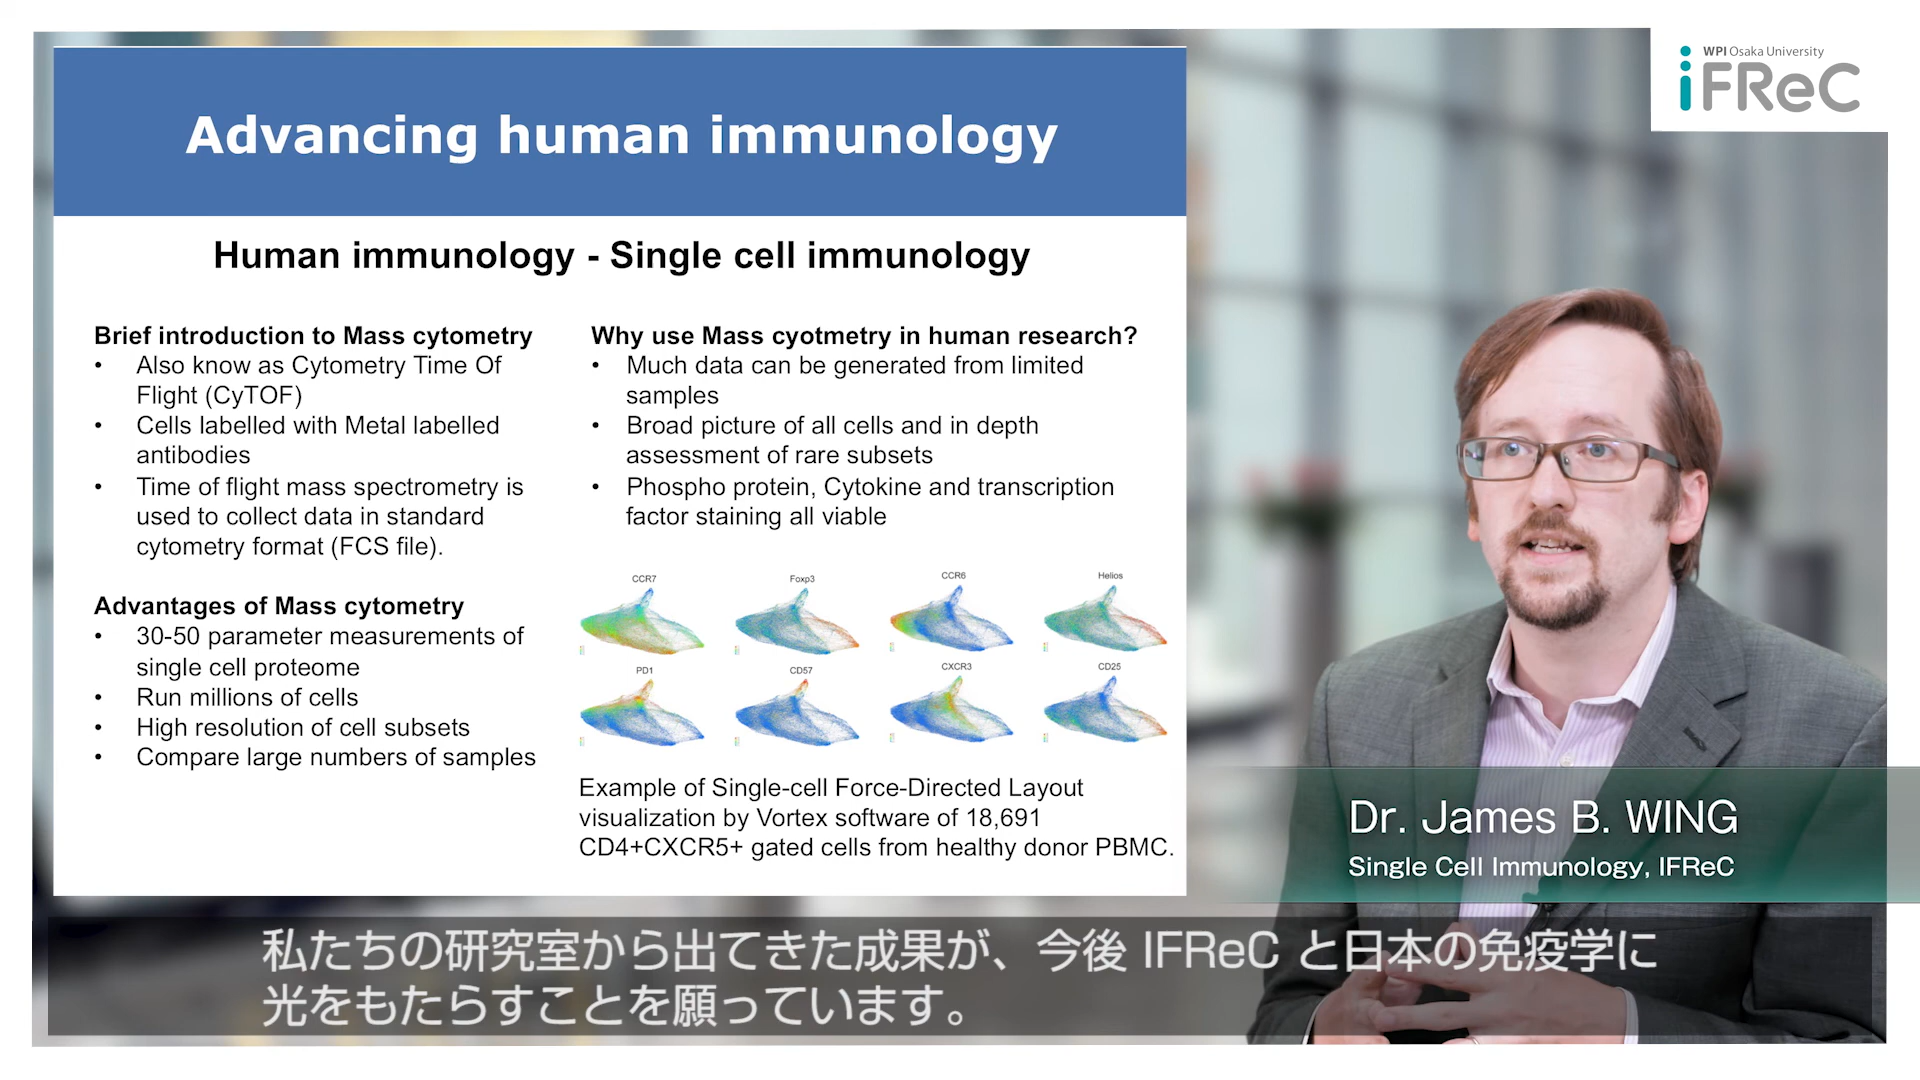 WPI Osaka University
iFReC
Advancing human immunology
Human immunology - Single cell immunology
Brief introduction to Mass cytometry
• Also know as Cytometry Time Of
Flight (CyTOF)
• Cells labelled with Metal labelled
antibodies
• Time of flight mass spectrometry is
used to collect data in standard
cytometry format (FCS file).
Advantages of Mass cytometry
• 30-50 parameter measurements of
single cell proteome
• Run millions of cells
• High resolution of cell subsets
• Compare large numbers of samples
Why use Mass cyotmetry in human research?
• Much data can be generated from limited
samples
• Broad picture of all cells and in depth
assessment of rare subsets
• Phospho protein, Cytokine and transcription
factor staining all viable
CCR7 Foxp3 CCR6 Helios
PD1 CD57 CXCR3 CD25
Example of Single-cell Force-Directed Layout
visualization by Vortex software of 18,691
CD4+CXCR5+ gated cells from healthy donor PBMC.
Dr. James B. WING
Single Cell Immunology, IFReC
私たちの研究室から出てきた成果が、今後 IFReC と日本の免疫学に
光をもたらすことを願っています。